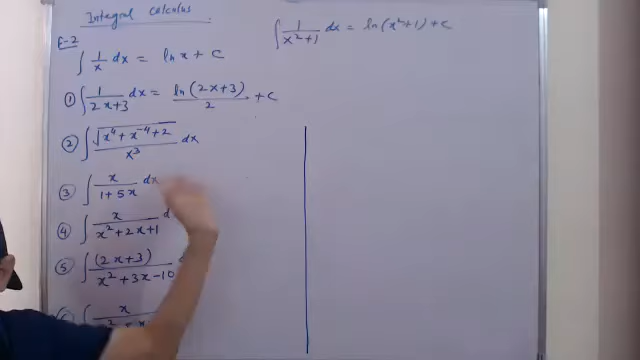 Integral calculus
E-2
∫ 1/x dx = ln x + c
∫ 1/(x²+1) dx = ln(x²+1) + c
① ∫ 1/(2x+3) dx = ln(2x+3)/2 + c
② ∫ √(x⁴+x⁻⁴+2)/x³ dx
③ ∫ x/(1+5x) dx
④ ∫ x/(x²+2x+1) d
⑤ ∫ (2x+3)/(x²+3x-10)
∫ x